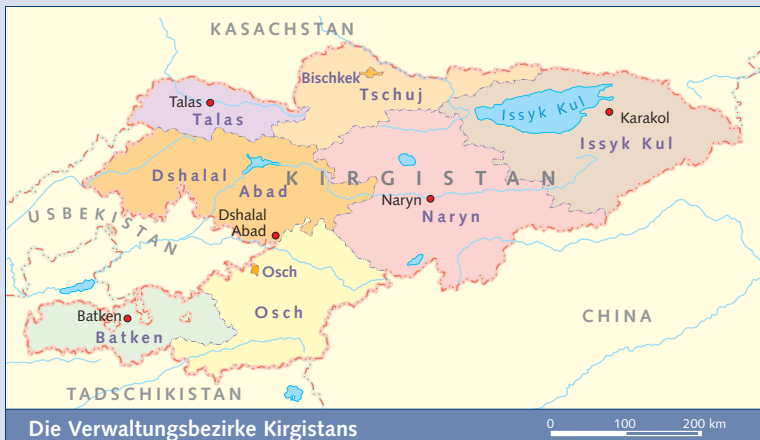 KASACHSTAN
Bischkek
Tschuj
Talas
Talas
Issyk Kul
Karakol
Issyk Kul
Dshalal
Abad
KIRGISTAN
Naryn
Naryn
USBEKISTAN
Dshalal
Abad
Osch
Osch
Batken
Batken
CHINA
TADSCHIKISTAN
Die Verwaltungsbezirke Kirgistans
0 100 200 km